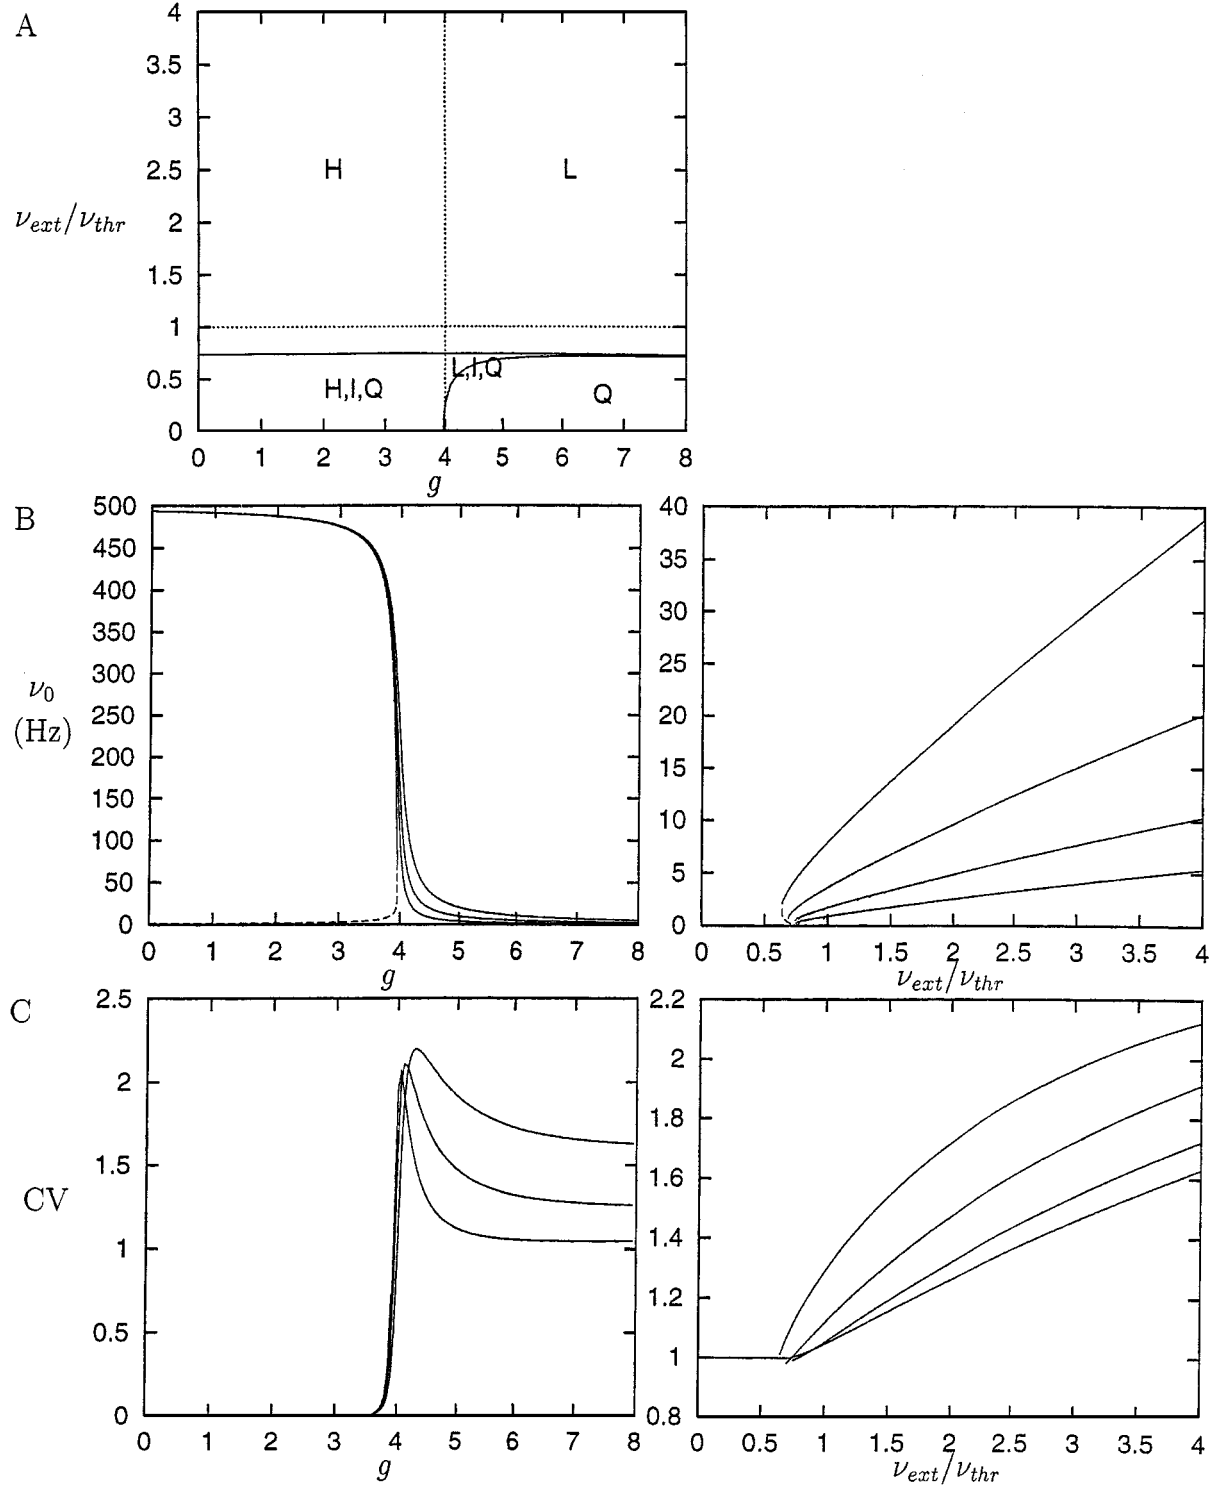 A
4
3.5
3
2.5
2
1.5
1
0.5
0
ν_ext/ν_thr
H
L
H,I,Q
L,I,Q
Q
0 1 2 3 4 5 6 7 8
g
B
500
450
400
350
300
250
200
150
100
50
0
ν_0
(Hz)
0 1 2 3 4 5 6 7 8
g
40
35
30
25
20
15
10
5
0
0 0.5 1 1.5 2 2.5 3 3.5 4
ν_ext/ν_thr
C
2.5
2
1.5
1
0.5
0
CV
0 1 2 3 4 5 6 7 8
g
2.2
2
1.8
1.6
1.4
1.2
1
0.8
0 0.5 1 1.5 2 2.5 3 3.5 4
ν_ext/ν_thr